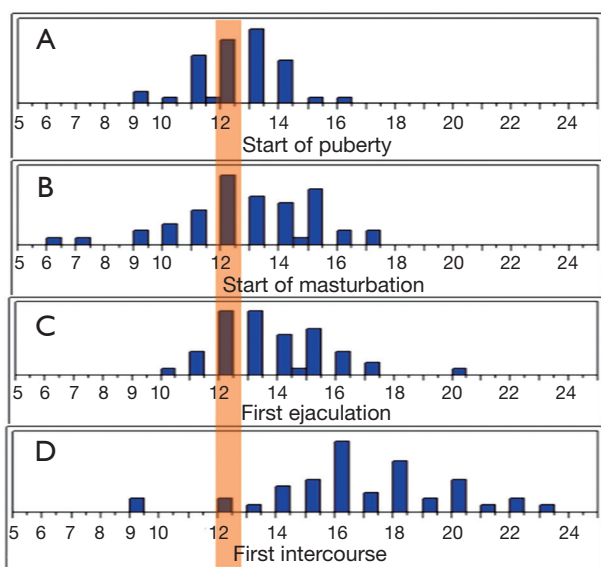 A
5 6 7 8 9 10 12 14 16 18 20 22 24
Start of puberty
B
5 6 7 8 9 10 12 14 16 18 20 22 24
Start of masturbation
C
5 6 7 8 9 10 12 14 16 18 20 22 24
First ejaculation
D
5 6 7 8 9 10 12 14 16 18 20 22 24
First intercourse